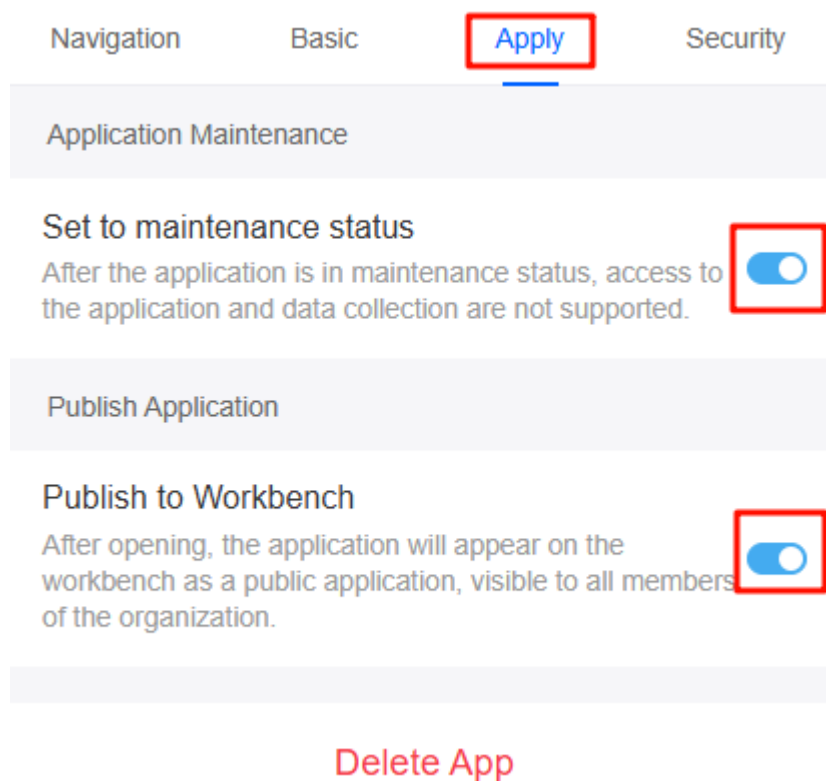 Navigation Basic Apply Security
Application Maintenance
Set to maintenance status
After the application is in maintenance status, access to
the application and data collection are not supported.
Publish Application
Publish to Workbench
After opening, the application will appear on the
workbench as a public application, visible to all members
of the organization.
Delete App